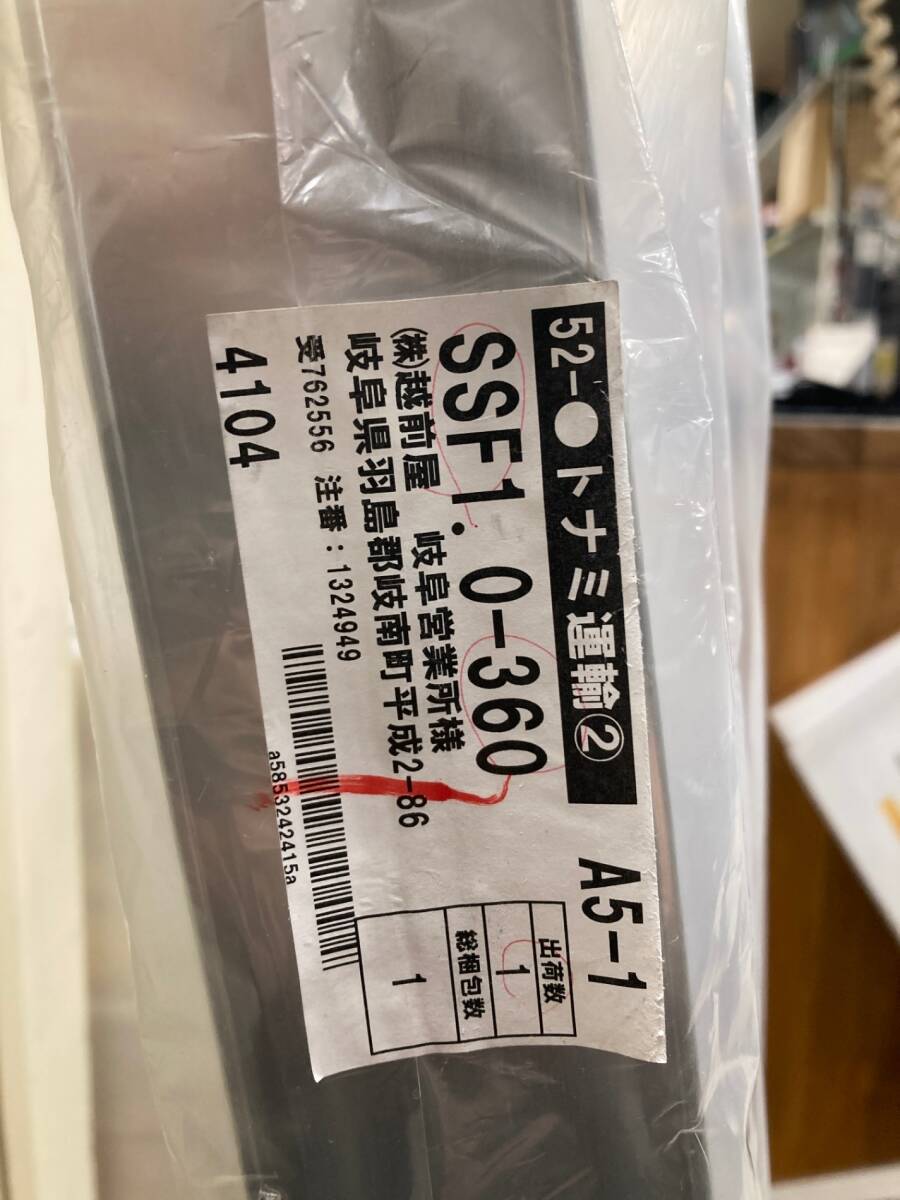 52-●トナミ運輸② A5-1
SSF1.0-360
(株)越前屋 岐阜営業所様
岐阜県羽島郡岐南町平成2-86
受762556 注番:1324949
4104
a5853242415a
出荷数
1
総梱包数
1